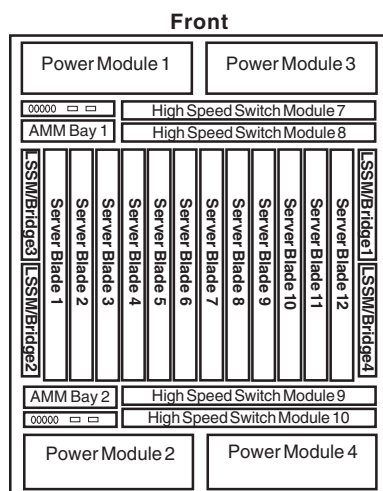 Front
Power Module 1
Power Module 3
00000
High Speed Switch Module 7
AMM Bay 1
High Speed Switch Module 8
LSSM/Bridge3
LSSM/Bridge2
Server Blade 1
Server Blade 2
Server Blade 3
Server Blade 4
Server Blade 5
Server Blade 6
Server Blade 7
Server Blade 8
Server Blade 9
Server Blade 10
Server Blade 11
Server Blade 12
LSSM/Bridge1
LSSM/Bridge4
AMM Bay 2
High Speed Switch Module 9
00000
High Speed Switch Module 10
Power Module 2
Power Module 4